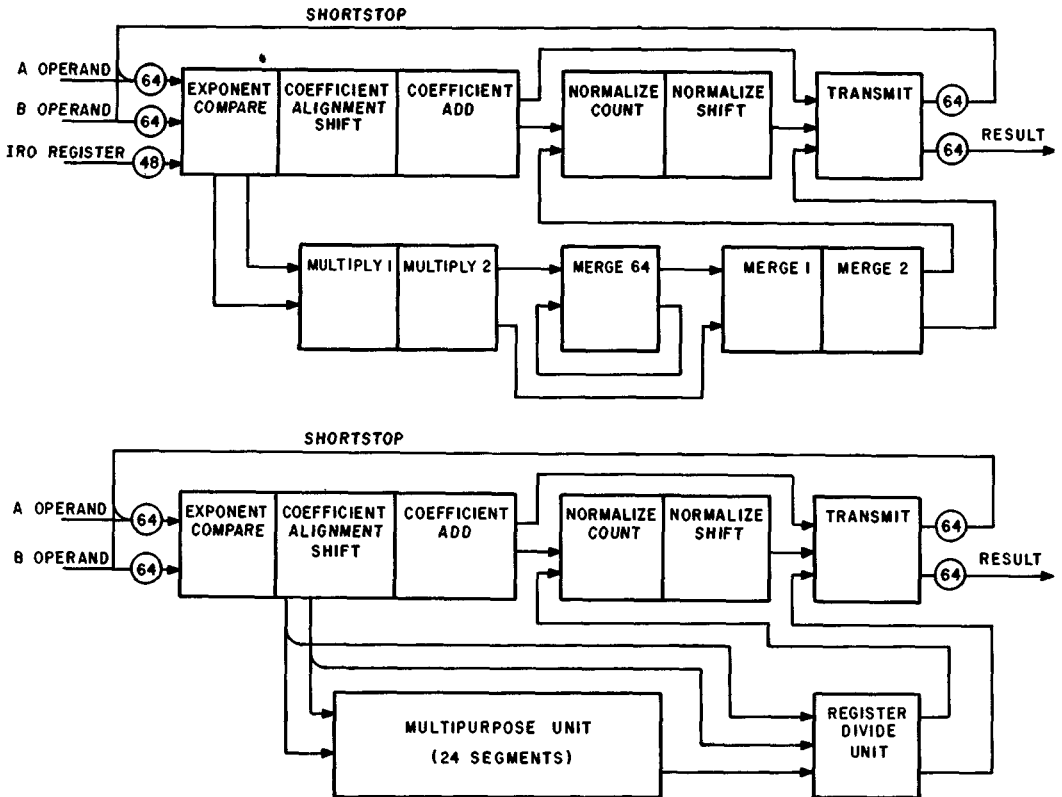 SHORTSTOP
A OPERAND
64
B OPERAND
64
IRO REGISTER
48
EXPONENT
COMPARE
COEFFICIENT
ALIGNMENT
SHIFT
COEFFICIENT
ADD
NORMALIZE
COUNT
NORMALIZE
SHIFT
TRANSMIT
64
64
RESULT
MULTIPLY 1
MULTIPLY 2
MERGE 64
MERGE 1
MERGE 2
SHORTSTOP
A OPERAND
64
B OPERAND
64
EXPONENT
COMPARE
COEFFICIENT
ALIGNMENT
SHIFT
COEFFICIENT
ADD
NORMALIZE
COUNT
NORMALIZE
SHIFT
TRANSMIT
64
64
RESULT
MULTIPURPOSE UNIT
(24 SEGMENTS)
REGISTER
DIVIDE
UNIT